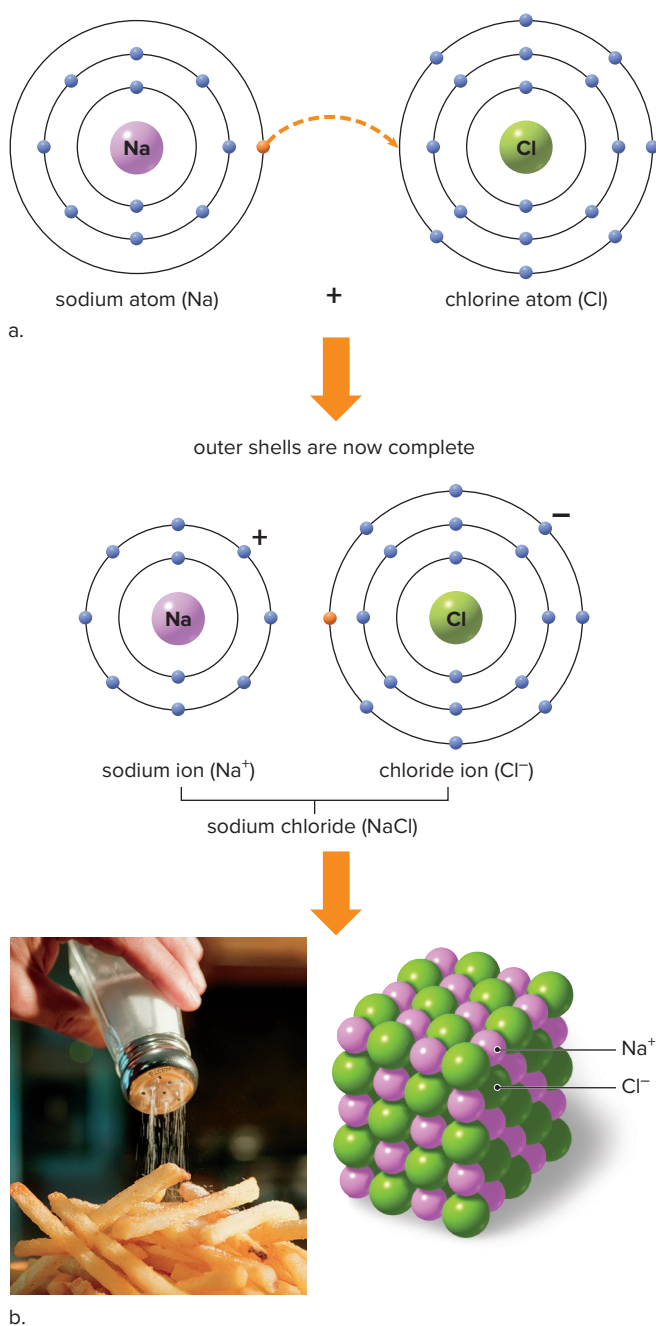 Na
Cl
sodium atom (Na)
+
chlorine atom (Cl)
a.
outer shells are now complete
+
−
Na
Cl
sodium ion (Na⁺)
chloride ion (Cl⁻)
sodium chloride (NaCl)
Na⁺
Cl⁻
b.